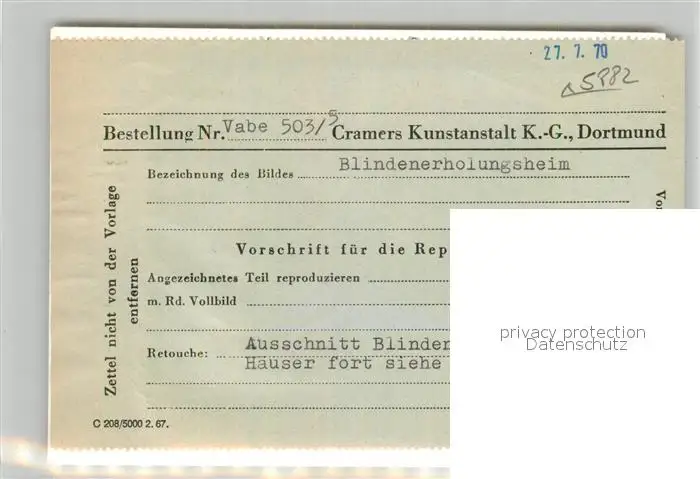 27. 7. 70
5882
Bestellung Nr. Vabe 503/5 Cramers Kunstanstalt K.-G., Dortmund
Bezeichnung des Bildes Blindenerholungsheim
Zettel nicht von der Vorlage
entfernen
Vorschrift für die Rep
Angezeichnetes Teil reproduzieren
m. Rd. Vollbild
Retouche: Ausschnitt Blinden
Häuser fort siehe
C 208/5000 2. 67.
privacy protection
Datenschutz